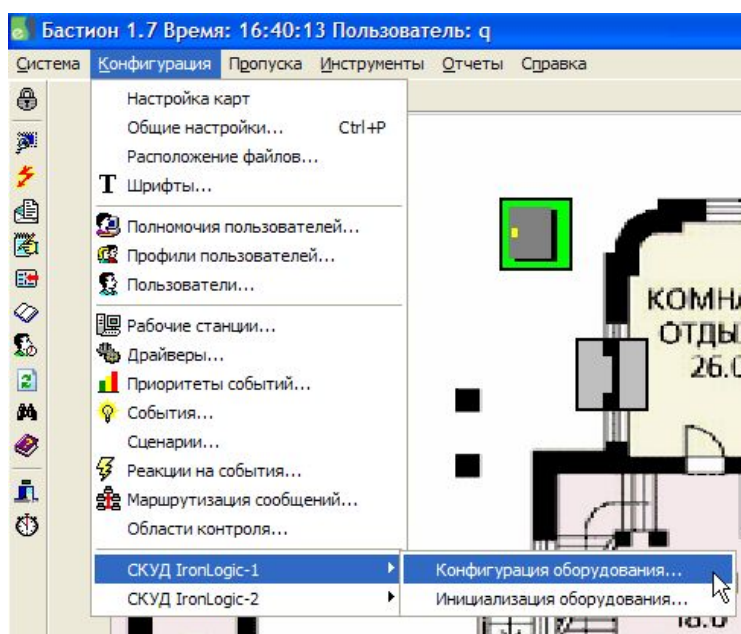 Бастион 1.7 Время: 16:40:13 Пользователь: q
Система Конфигурация Пропуска Инструменты Отчеты Справка
Настройка карт
Общие настройки... Ctrl+P
Расположение файлов...
Шрифты...
Полномочия пользователей...
Профили пользователей...
Пользователи...
Рабочие станции...
Драйверы...
Приоритеты событий...
События...
Сценарии...
Реакции на события...
Маршрутизация сообщений...
Области контроля...
СКУД IronLogic-1
Конфигурация оборудования...
СКУД IronLogic-2
Инициализация оборудования...
18.0